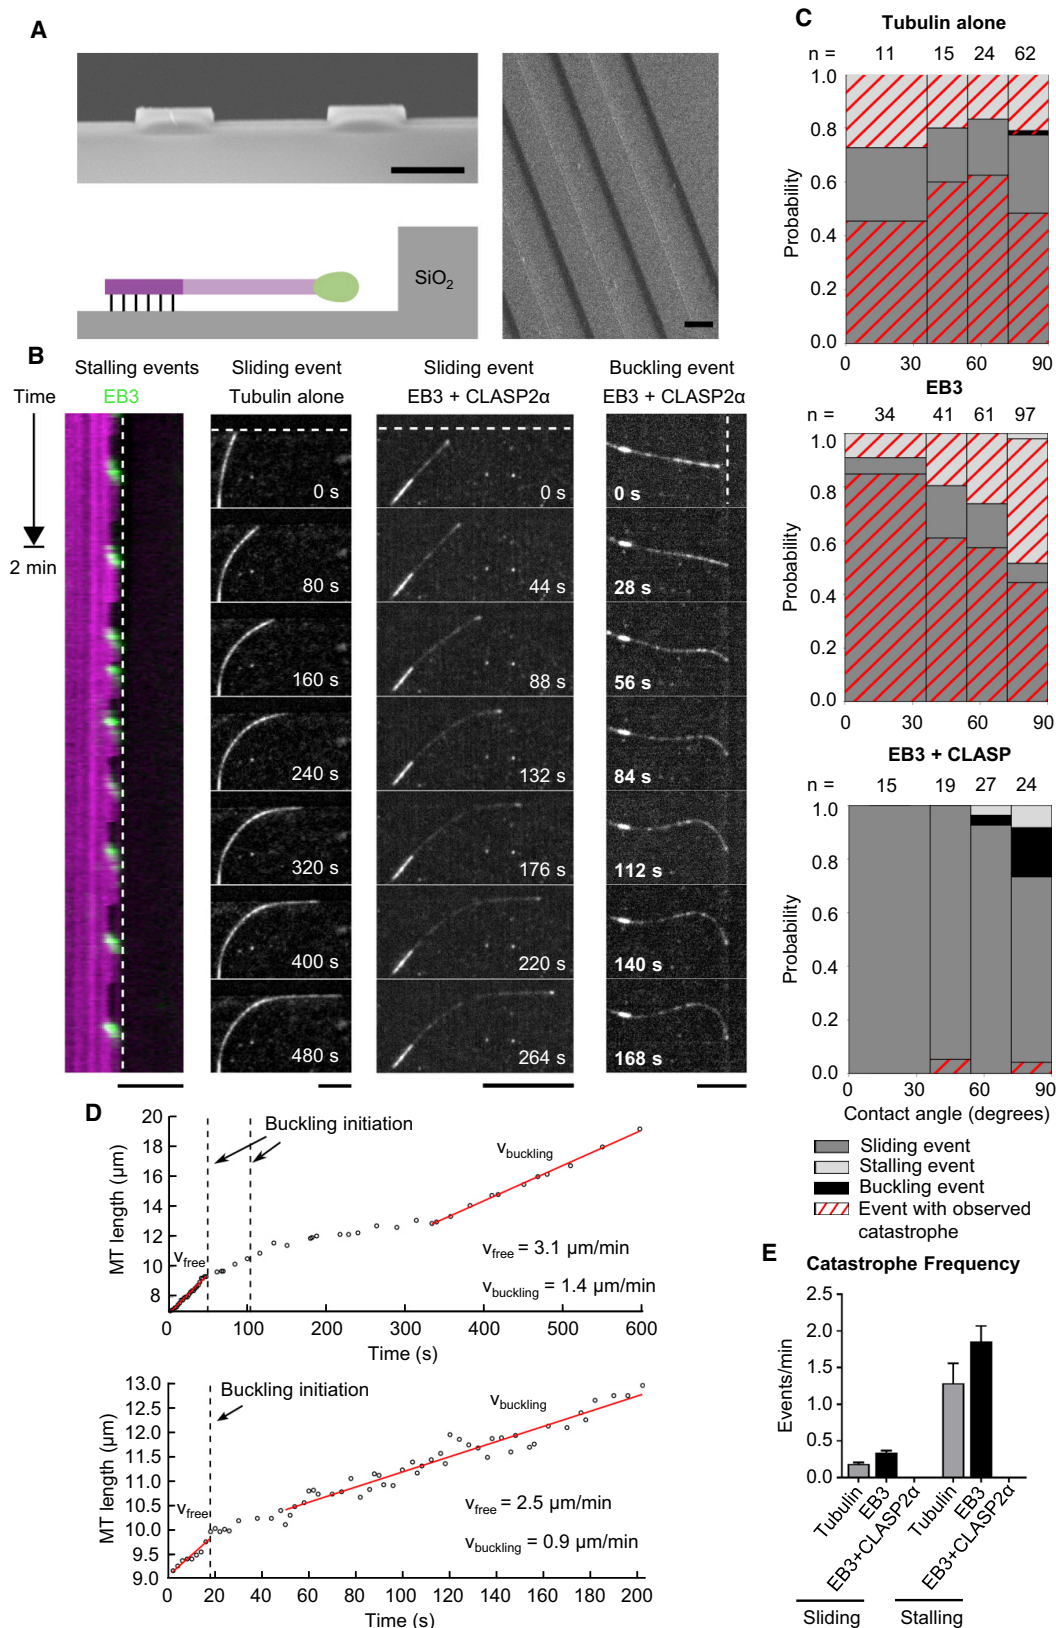 A
SiO2
B
Time
2 min
Stalling events
EB3
Sliding event
Tubulin alone
Sliding event
EB3 + CLASP2α
Buckling event
EB3 + CLASP2α
0 s
0 s
0 s
80 s
44 s
28 s
160 s
88 s
56 s
240 s
132 s
84 s
320 s
176 s
112 s
400 s
220 s
140 s
480 s
264 s
168 s
C
Tubulin alone
n = 11 15 24 62
Probability
1.0
0.8
0.6
0.4
0.2
0.0
0 30 60 90
EB3
n = 34 41 61 97
Probability
1.0
0.8
0.6
0.4
0.2
0.0
0 30 60 90
EB3 + CLASP
n = 15 19 27 24
Probability
1.0
0.8
0.6
0.4
0.2
0.0
0 30 60 90
Contact angle (degrees)
Sliding event
Stalling event
Buckling event
Event with observed
catastrophe
D
MT length (μm)
20
18
16
14
12
10
8
Buckling initiation
vfree
vbuckling
vfree = 3.1 μm/min
vbuckling = 1.4 μm/min
0 100 200 300 400 500 600
Time (s)
MT length (μm)
13.0
12.5
12.0
11.5
11.0
10.5
10.0
9.5
9.0
Buckling initiation
vfree
vbuckling
vfree = 2.5 μm/min
vbuckling = 0.9 μm/min
0 20 40 60 80 100 120 140 160 180 200
Time (s)
E
Catastrophe Frequency
Events/min
2.5
2.0
1.5
1.0
0.5
0.0
Tubulin
EB3
EB3+CLASP2α
Tubulin
EB3
EB3+CLASP2α
Sliding
Stalling